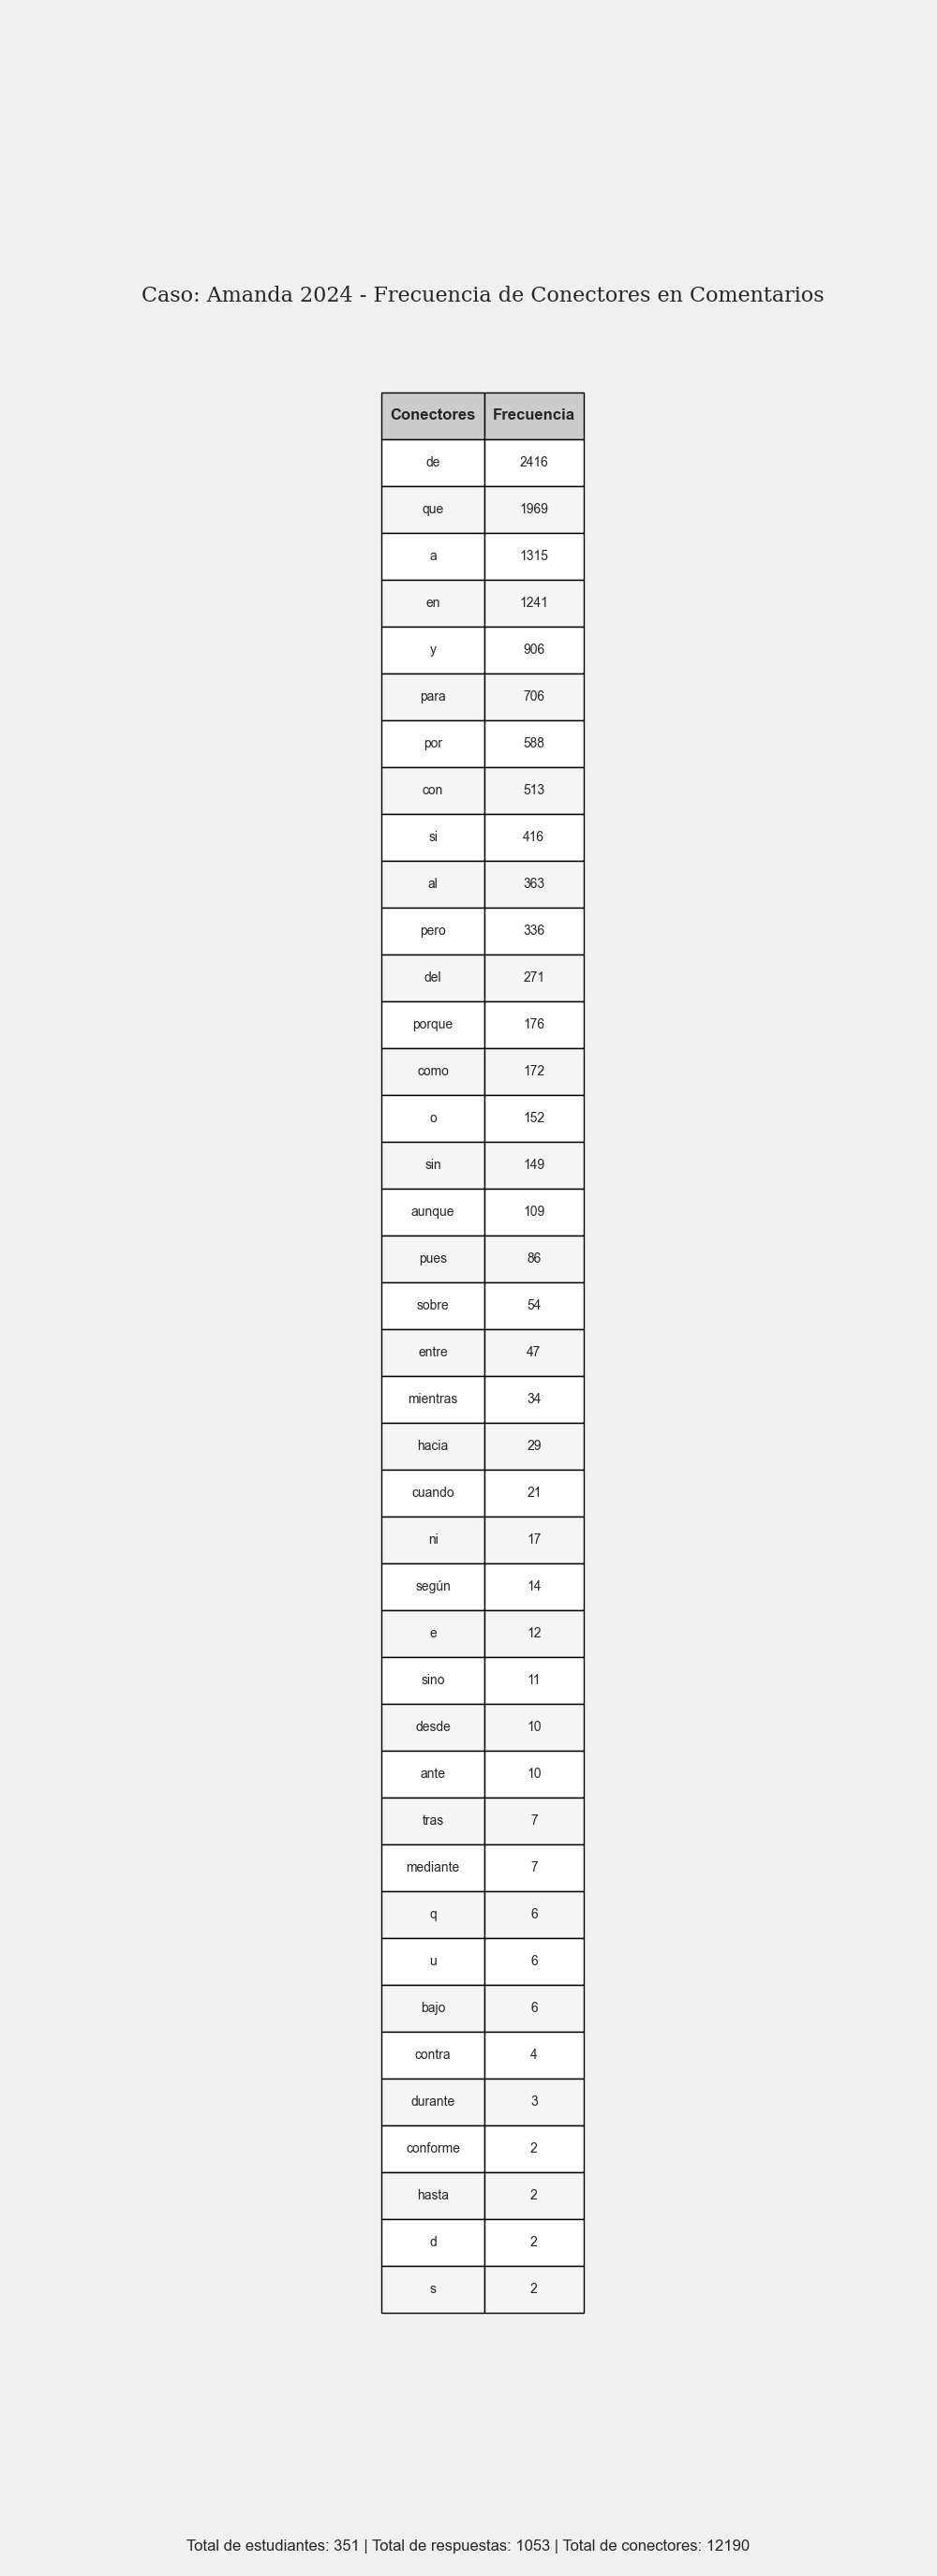 Caso: Amanda 2024 - Frecuencia de Conectores en Comentarios
Conectores Frecuencia
de 2416
que 1969
a 1315
en 1241
y 906
para 706
por 588
con 513
si 416
al 363
pero 336
del 271
porque 176
como 172
o 152
sin 149
aunque 109
pues 86
sobre 54
entre 47
mientras 34
hacia 29
cuando 21
ni 17
según 14
e 12
sino 11
desde 10
ante 10
tras 7
mediante 7
q 6
u 6
bajo 6
contra 4
durante 3
conforme 2
hasta 2
d 2
s 2
Total de estudiantes: 351 | Total de respuestas: 1053 | Total de conectores: 12190